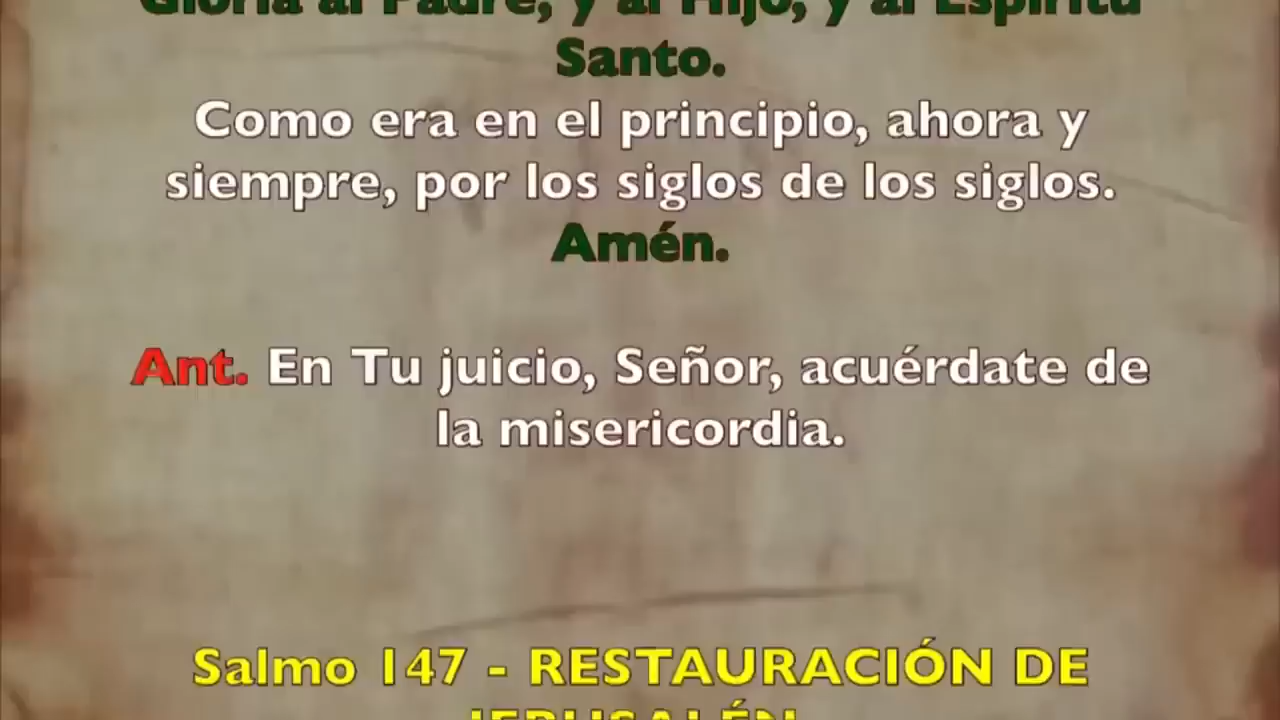 Gloria al Padre, y al Hijo, y al Espíritu
Santo.
Como era en el principio, ahora y
siempre, por los siglos de los siglos.
Amén.
Ant. En Tu juicio, Señor, acuérdate de
la misericordia.
Salmo 147 - RESTAURACIÓN DE
JERUSALÉN